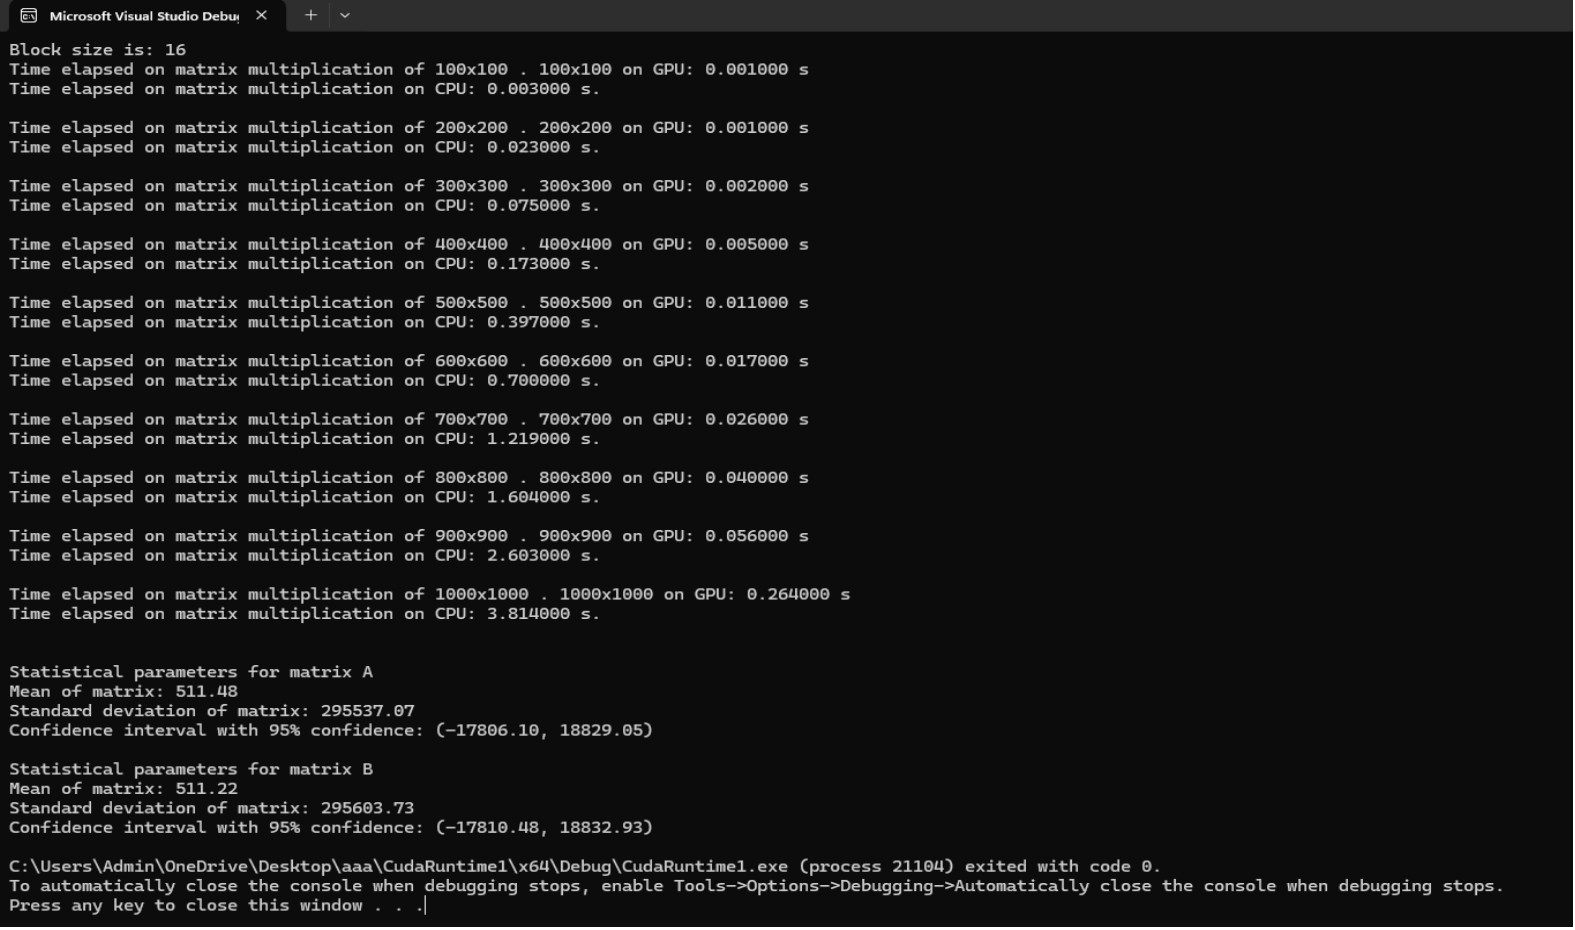 Microsoft Visual Studio Debu
Block size is: 16
Time elapsed on matrix multiplication of 100x100 . 100x100 on GPU: 0.001000 s
Time elapsed on matrix multiplication on CPU: 0.003000 s.
Time elapsed on matrix multiplication of 200x200 . 200x200 on GPU: 0.001000 s
Time elapsed on matrix multiplication on CPU: 0.023000 s.
Time elapsed on matrix multiplication of 300x300 . 300x300 on GPU: 0.002000 s
Time elapsed on matrix multiplication on CPU: 0.075000 s.
Time elapsed on matrix multiplication of 400x400 . 400x400 on GPU: 0.005000 s
Time elapsed on matrix multiplication on CPU: 0.173000 s.
Time elapsed on matrix multiplication of 500x500 . 500x500 on GPU: 0.011000 s
Time elapsed on matrix multiplication on CPU: 0.397000 s.
Time elapsed on matrix multiplication of 600x600 . 600x600 on GPU: 0.017000 s
Time elapsed on matrix multiplication on CPU: 0.700000 s.
Time elapsed on matrix multiplication of 700x700 . 700x700 on GPU: 0.026000 s
Time elapsed on matrix multiplication on CPU: 1.219000 s.
Time elapsed on matrix multiplication of 800x800 . 800x800 on GPU: 0.040000 s
Time elapsed on matrix multiplication on CPU: 1.604000 s.
Time elapsed on matrix multiplication of 900x900 . 900x900 on GPU: 0.056000 s
Time elapsed on matrix multiplication on CPU: 2.603000 s.
Time elapsed on matrix multiplication of 1000x1000 . 1000x1000 on GPU: 0.264000 s
Time elapsed on matrix multiplication on CPU: 3.814000 s.
Statistical parameters for matrix A
Mean of matrix: 511.48
Standard deviation of matrix: 295537.07
Confidence interval with 95% confidence: (-17806.10, 18829.05)
Statistical parameters for matrix B
Mean of matrix: 511.22
Standard deviation of matrix: 295603.73
Confidence interval with 95% confidence: (-17810.48, 18832.93)
C:\Users\Admin\OneDrive\Desktop\aaa\CudaRuntime1\x64\Debug\CudaRuntime1.exe (process 21104) exited with code 0.
To automatically close the console when debugging stops, enable Tools->Options->Debugging->Automatically close the console when debugging stops.
Press any key to close this window . . .